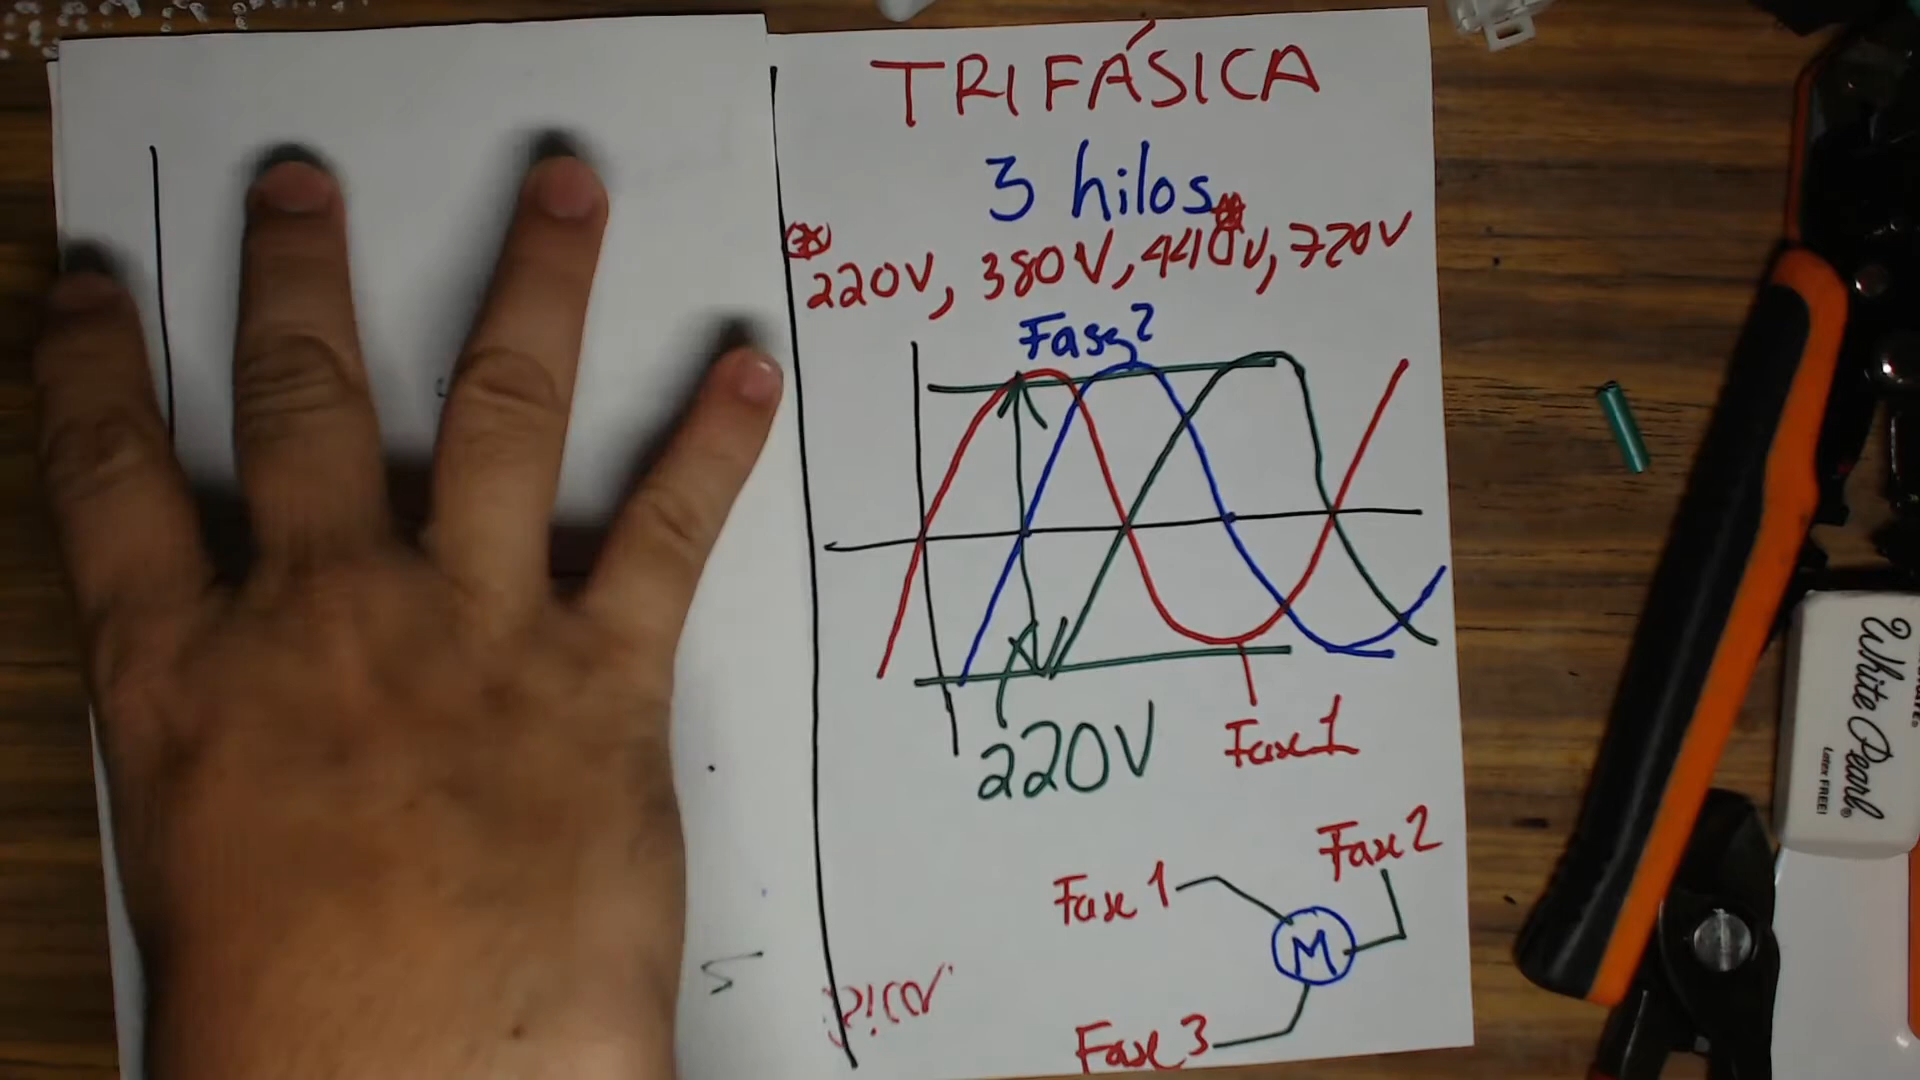 TRIFÁSICA
3 hilos
220V, 380V, 440V, 720V
Fase 2
220V
Fase 1
Fase 2
Fase 1
M
Fase 3
White Pearl®
Latex FREE!